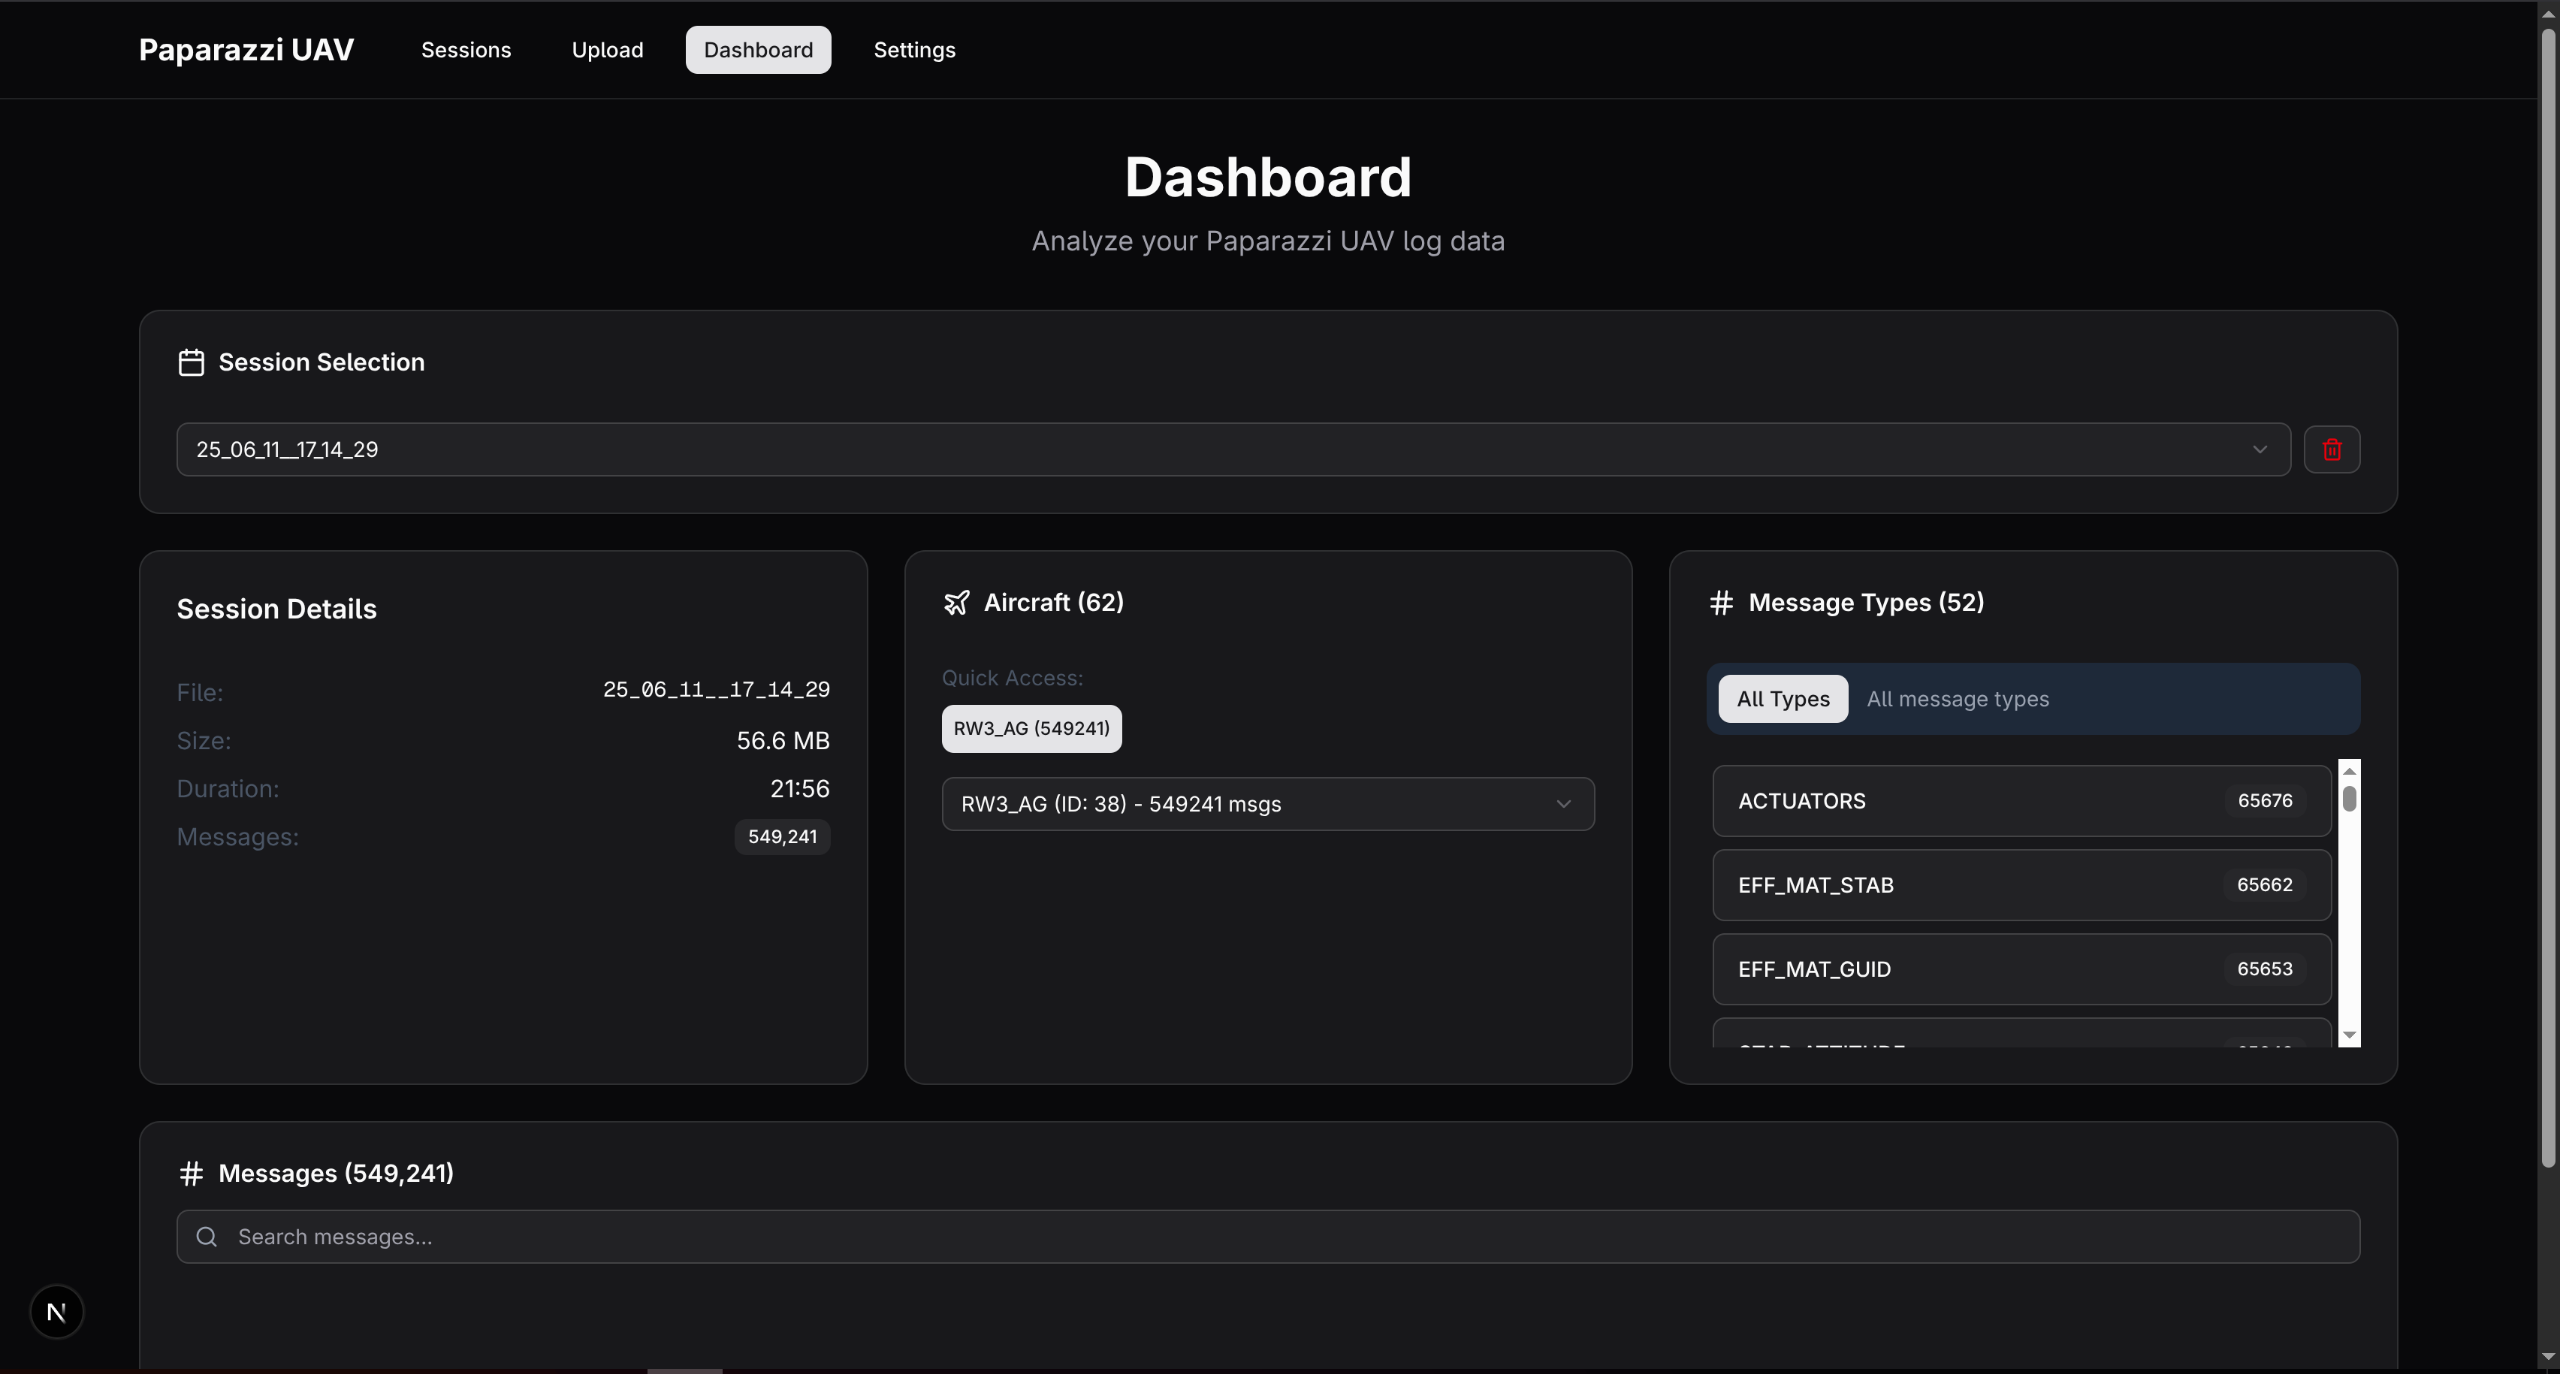 Paparazzi UAV Sessions Upload Dashboard Settings
Dashboard
Analyze your Paparazzi UAV log data
Session Selection
25_06_11__17_14_29
Session Details
File: 25_06_11__17_14_29
Size: 56.6 MB
Duration: 21:56
Messages: 549,241
Aircraft (62)
Quick Access:
RW3_AG (549241)
RW3_AG (ID: 38) - 549241 msgs
# Message Types (52)
All Types All message types
ACTUATORS 65676
EFF_MAT_STAB 65662
EFF_MAT_GUID 65653
STAB_ATTITUDE
# Messages (549,241)
Search messages...
N